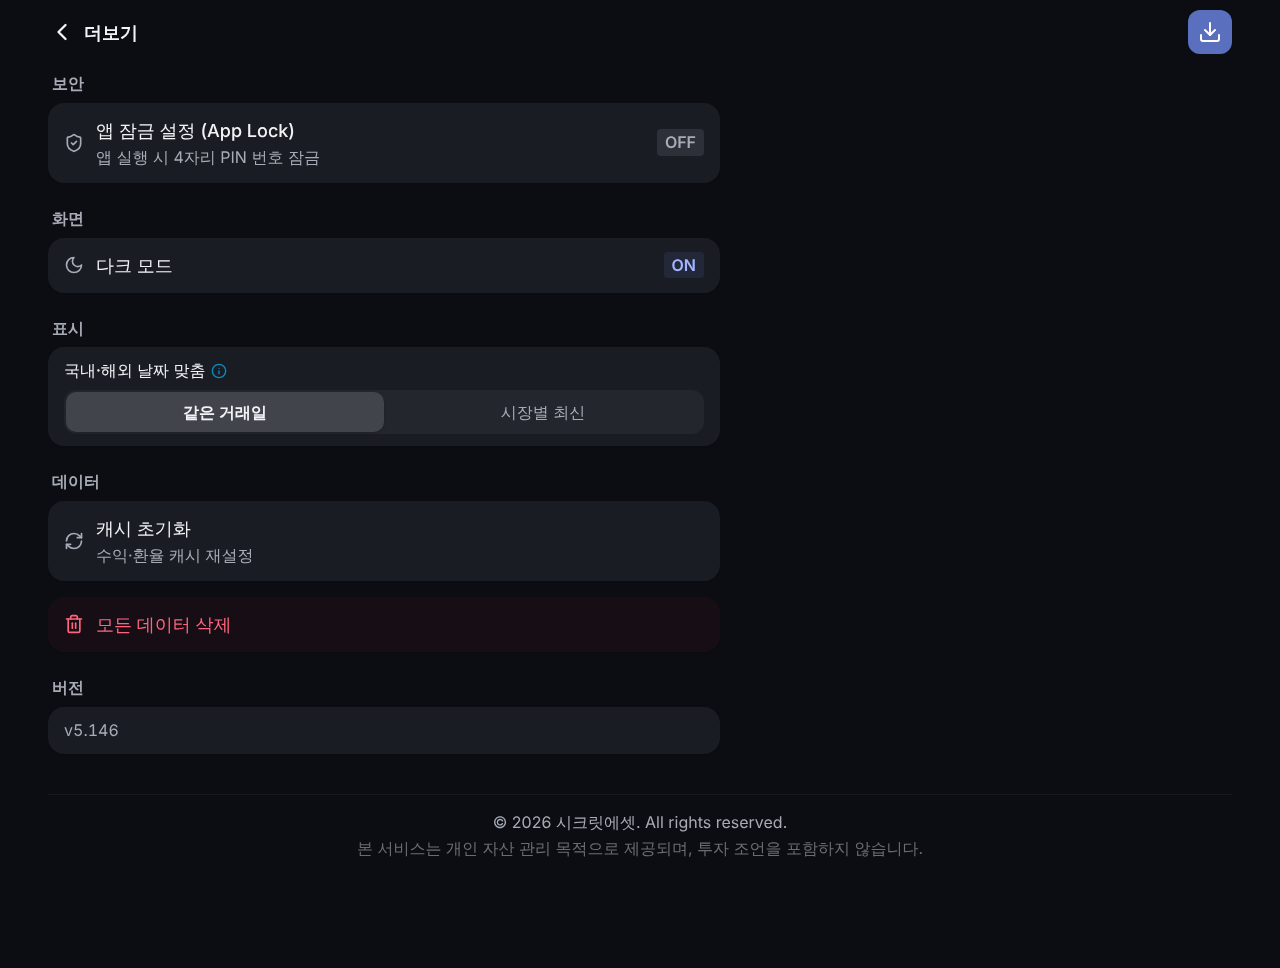 더보기
보안
앱 잠금 설정 (App Lock)
앱 실행 시 4자리 PIN 번호 잠금
OFF
화면
다크 모드
ON
표시
국내·해외 날짜 맞춤
같은 거래일
시장별 최신
데이터
캐시 초기화
수익·환율 캐시 재설정
모든 데이터 삭제
버전
v5.146
© 2026 시크릿에셋. All rights reserved.
본 서비스는 개인 자산 관리 목적으로 제공되며, 투자 조언을 포함하지 않습니다.